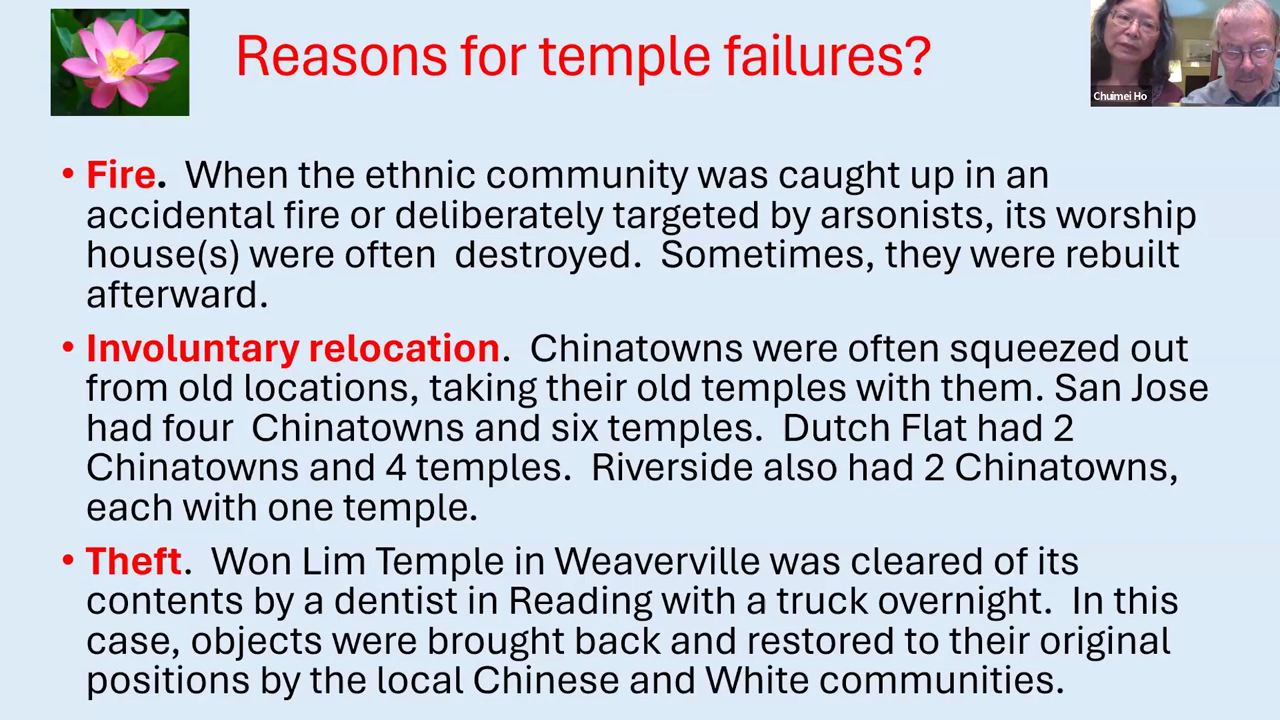 Reasons for temple failures?
Chuimei Ho
• Fire. When the ethnic community was caught up in an
accidental fire or deliberately targeted by arsonists, its worship
house(s) were often destroyed. Sometimes, they were rebuilt
afterward.
• Involuntary relocation. Chinatowns were often squeezed out
from old locations, taking their old temples with them. San Jose
had four Chinatowns and six temples. Dutch Flat had 2
Chinatowns and 4 temples. Riverside also had 2 Chinatowns,
each with one temple.
• Theft. Won Lim Temple in Weaverville was cleared of its
contents by a dentist in Reading with a truck overnight. In this
case, objects were brought back and restored to their original
positions by the local Chinese and White communities.